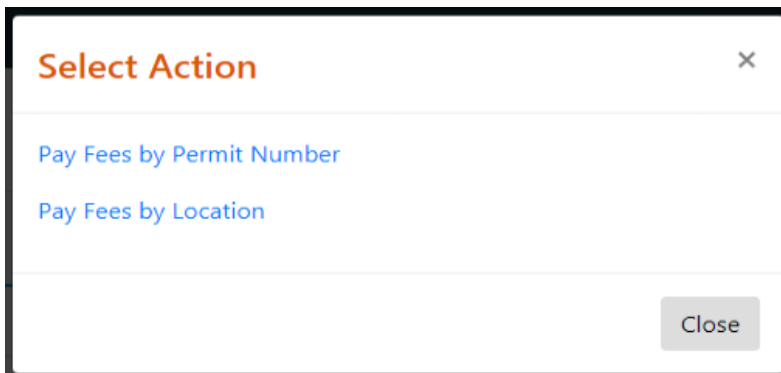 Select Action
×
Pay Fees by Permit Number
Pay Fees by Location
Close